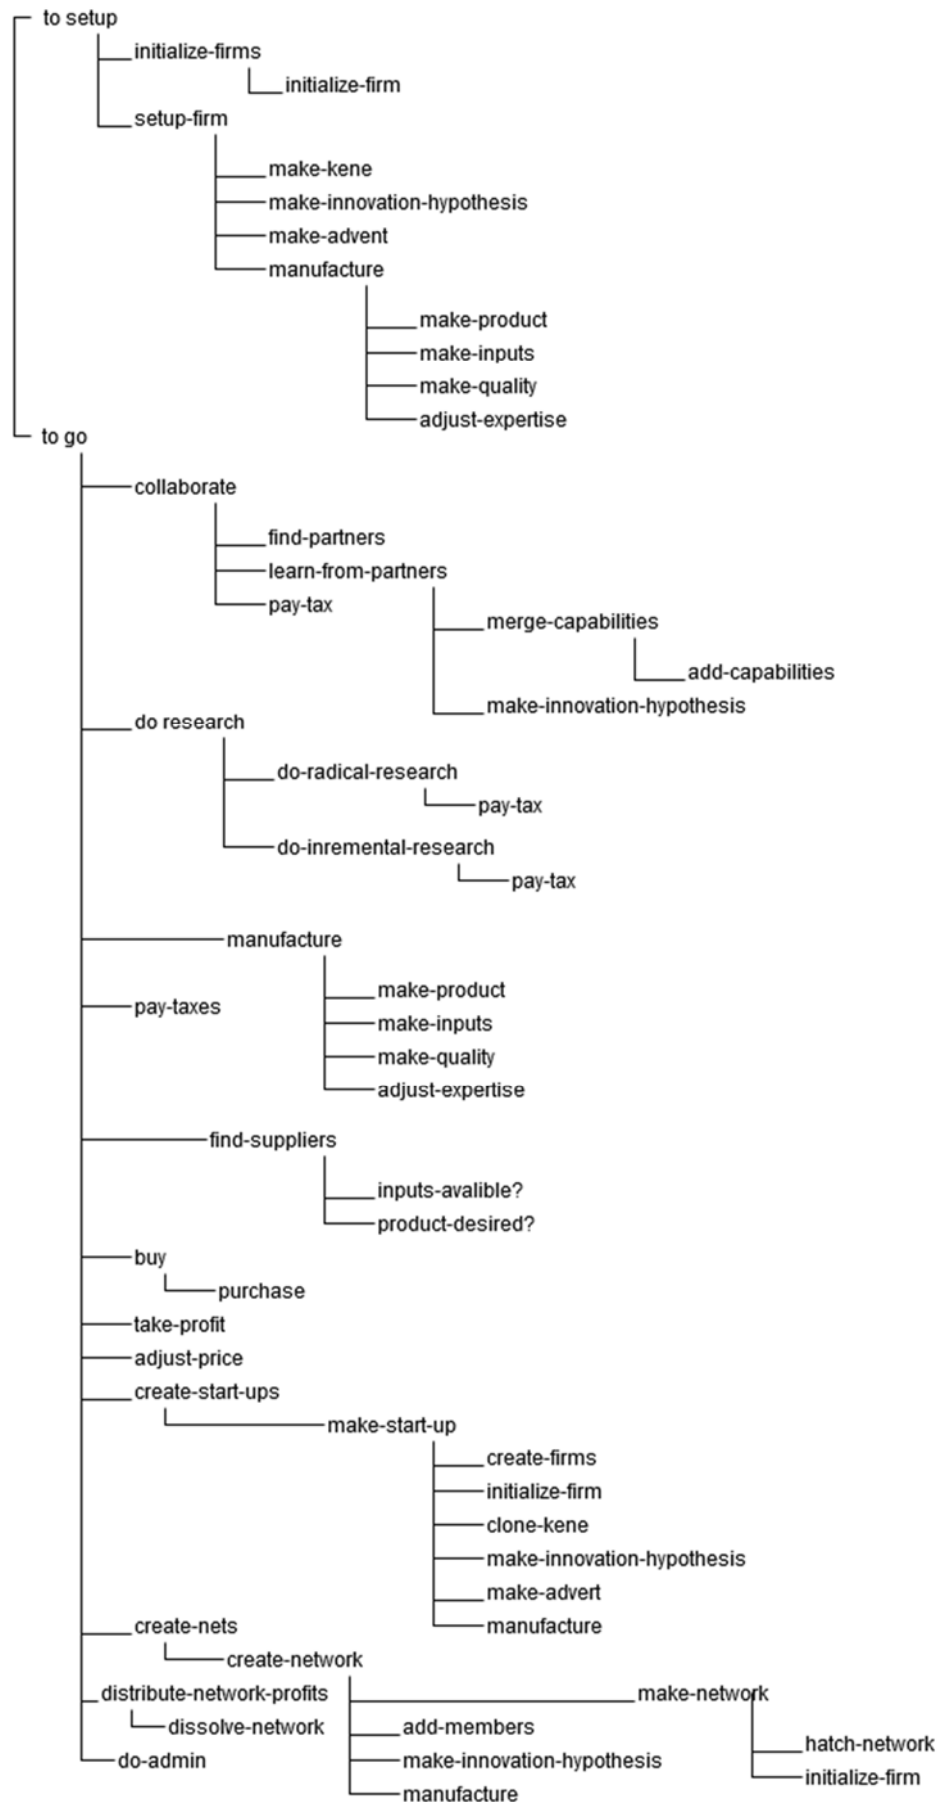 to setup
initialize-firms
initialize-firm
setup-firm
make-kene
make-innovation-hypothesis
make-advent
manufacture
make-product
make-inputs
make-quality
adjust-expertise
to go
collaborate
find-partners
learn-from-partners
pay-tax
merge-capabilities
add-capabilities
make-innovation-hypothesis
do research
do-radical-research
pay-tax
do-inremental-research
pay-tax
manufacture
make-product
pay-taxes
make-inputs
make-quality
adjust-expertise
find-suppliers
inputs-avalible?
product-desired?
buy
purchase
take-profit
adjust-price
create-start-ups
make-start-up
create-firms
initialize-firm
clone-kene
make-innovation-hypothesis
make-advert
manufacture
create-nets
create-network
distribute-network-profits
make-network
dissolve-network
add-members
hatch-network
do-admin
make-innovation-hypothesis
initialize-firm
manufacture